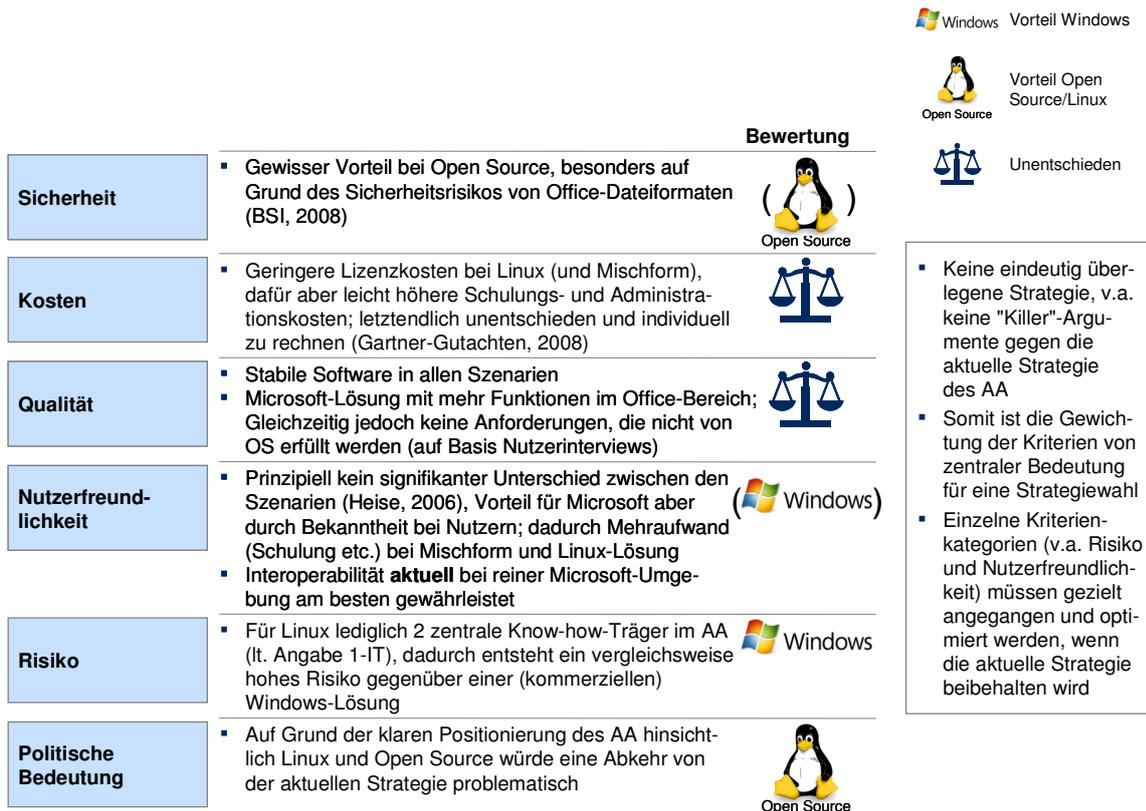 Windows Vorteil Windows
Vorteil Open
Source/Linux
Open Source
Unentschieden
Bewertung
Sicherheit
▪ Gewisser Vorteil bei Open Source, besonders auf
Grund des Sicherheitsrisikos von Office-Dateiformaten
(BSI, 2008)
( )
Open Source
Kosten
▪ Geringere Lizenzkosten bei Linux (und Mischform),
dafür aber leicht höhere Schulungs- und Administra-
tionskosten; letztendlich unentschieden und individuell
zu rechnen (Gartner-Gutachten, 2008)
Qualität
▪ Stabile Software in allen Szenarien
▪ Microsoft-Lösung mit mehr Funktionen im Office-Bereich;
Gleichzeitig jedoch keine Anforderungen, die nicht von
OS erfüllt werden (auf Basis Nutzerinterviews)
Nutzerfreund-
lichkeit
▪ Prinzipiell kein signifikanter Unterschied zwischen den
Szenarien (Heise, 2006), Vorteil für Microsoft aber
durch Bekanntheit bei Nutzern; dadurch Mehraufwand
(Schulung etc.) bei Mischform und Linux-Lösung
▪ Interoperabilität aktuell bei reiner Microsoft-Umge-
bung am besten gewährleistet
(Windows)
Risiko
▪ Für Linux lediglich 2 zentrale Know-how-Träger im AA
(lt. Angabe 1-IT), dadurch entsteht ein vergleichsweise
hohes Risiko gegenüber einer (kommerziellen)
Windows-Lösung
Windows
Politische
Bedeutung
▪ Auf Grund der klaren Positionierung des AA hinsicht-
lich Linux und Open Source würde eine Abkehr von
der aktuellen Strategie problematisch
Open Source
▪ Keine eindeutig über-
legene Strategie, v.a.
keine "Killer"-Argu-
mente gegen die
aktuelle Strategie
des AA
▪ Somit ist die Gewich-
tung der Kriterien von
zentraler Bedeutung
für eine Strategiewahl
▪ Einzelne Kriterien-
kategorien (v.a. Risiko
und Nutzerfreundlich-
keit) müssen gezielt
angegangen und opti-
miert werden, wenn
die aktuelle Strategie
beibehalten wird